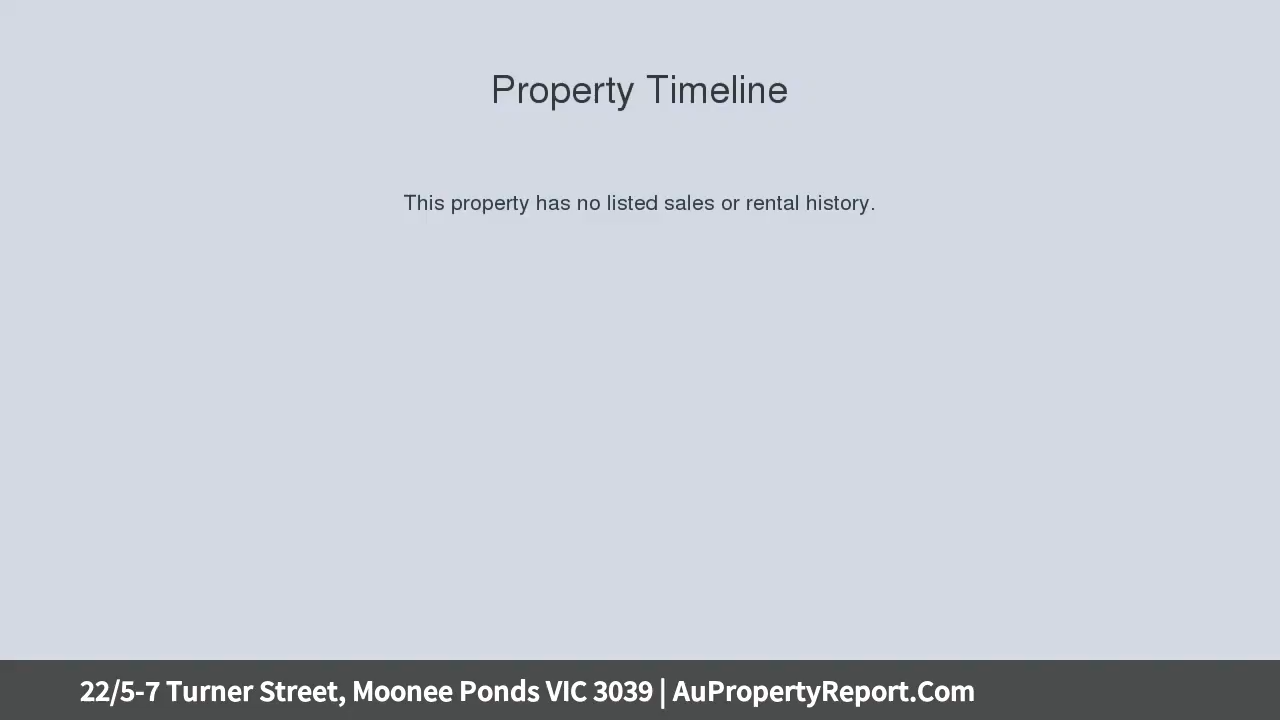 Property Timeline
This property has no listed sales or rental history.
22/5-7 Turner Street, Moonee Ponds VIC 3039 | AuPropertyReport.Com